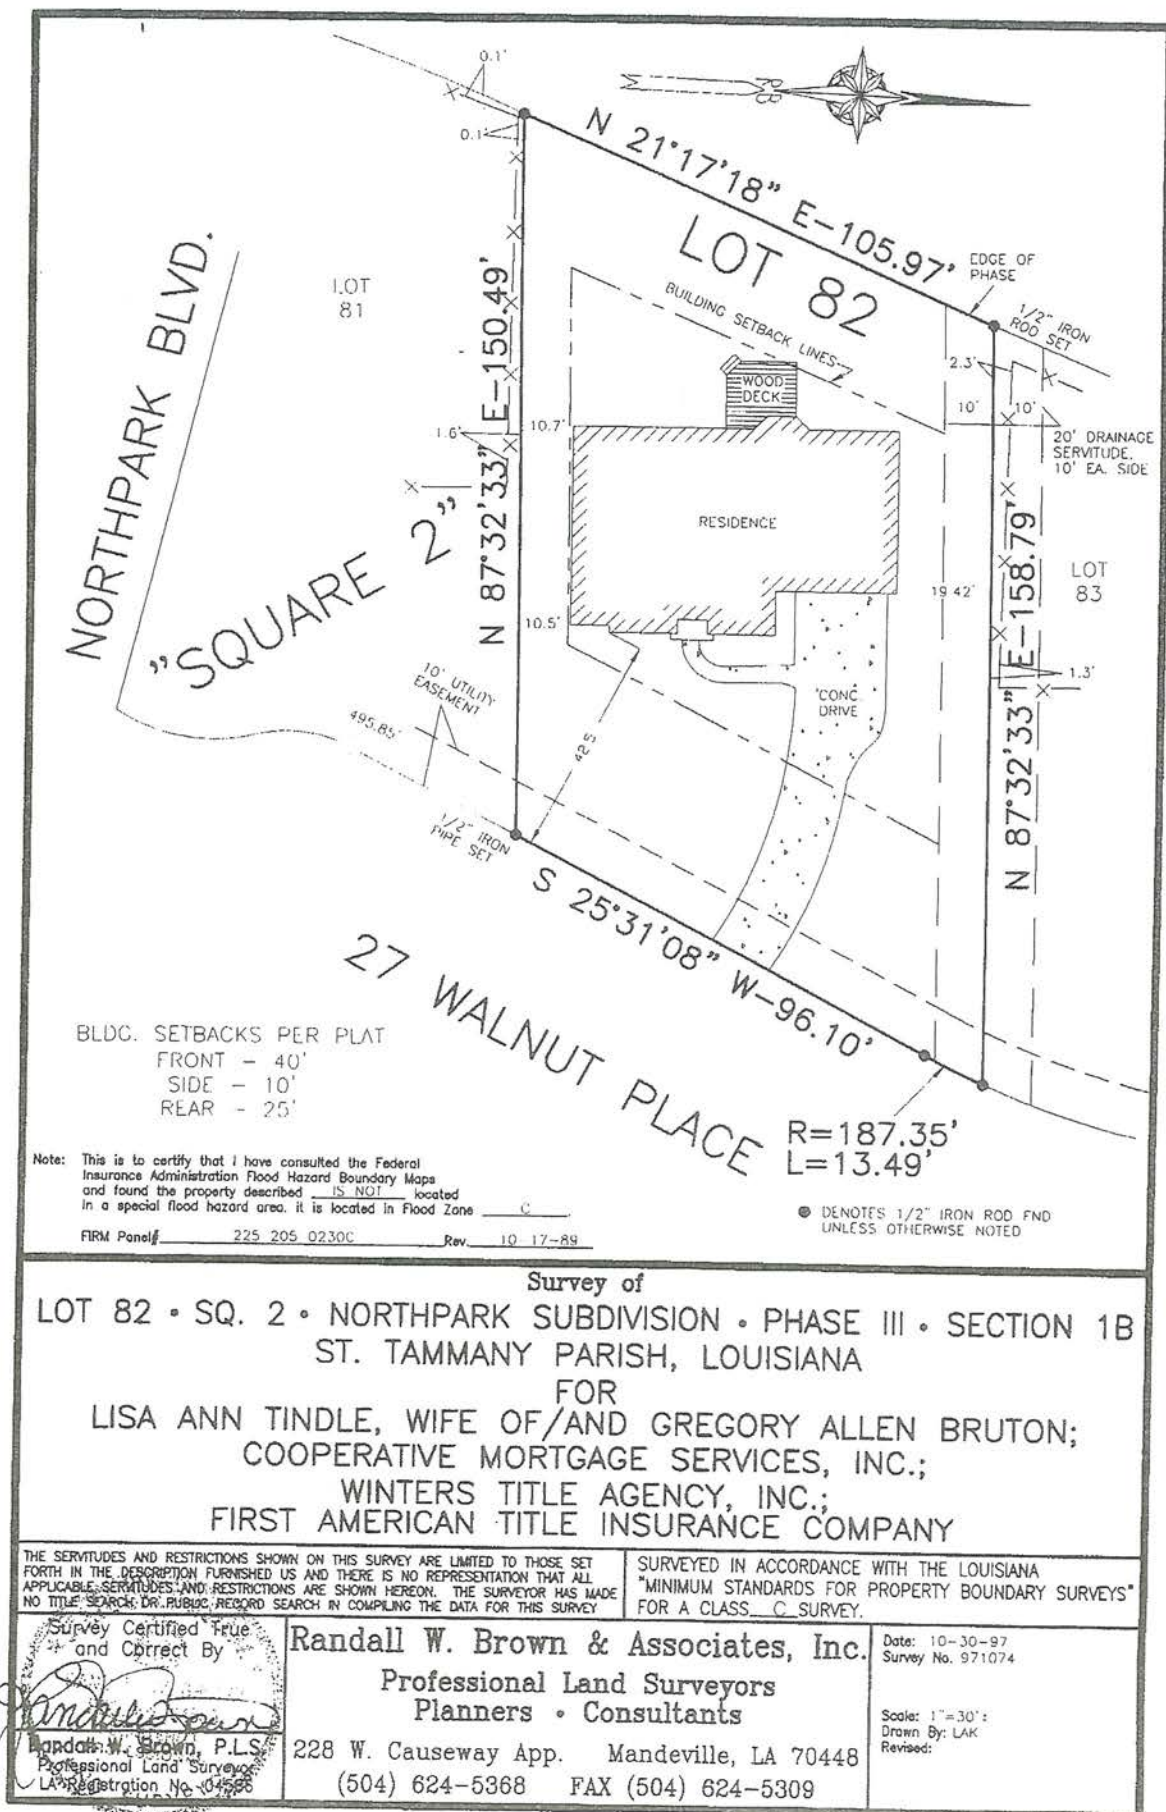 0.1'
0.1'
N 21°17'18" E-105.97'
LOT 82
EDGE OF
PHASE
1/2" IRON
ROD SET
NORTHPARK BLVD.
LOT
81
N 87°32'33" E-150.49'
BUILDING SETBACK LINES
WOOD
DECK
2.3'
10'
10'
20' DRAINAGE
SERVITUDE,
10' EA. SIDE
10.7'
1.6'
"SQUARE 2"
RESIDENCE
19.42'
LOT
83
N 87°32'33" E-158.79'
10.5'
10' UTILITY
EASEMENT
495.85'
42.5'
CONC.
DRIVE
1.3'
1/2" IRON
PIPE SET
S 25°31'08" W-96.10'
27 WALNUT PLACE
BLDG. SETBACKS PER PLAT
FRONT - 40'
SIDE - 10'
REAR - 25'
R=187.35'
L=13.49'
Note: This is to certify that I have consulted the Federal
Insurance Administration Flood Hazard Boundary Maps
and found the property described IS NOT located
in a special flood hazard area. it is located in Flood Zone C
FIRM Panel# 225 205 0230C Rev. 10-17-89
DENOTES 1/2" IRON ROD FND
UNLESS OTHERWISE NOTED
Survey of
LOT 82 • SQ. 2 • NORTHPARK SUBDIVISION • PHASE III • SECTION 1B
ST. TAMMANY PARISH, LOUISIANA
FOR
LISA ANN TINDLE, WIFE OF/AND GREGORY ALLEN BRUTON;
COOPERATIVE MORTGAGE SERVICES, INC.;
WINTERS TITLE AGENCY, INC.;
FIRST AMERICAN TITLE INSURANCE COMPANY
THE SERVITUDES AND RESTRICTIONS SHOWN ON THIS SURVEY ARE LIMITED TO THOSE SET
FORTH IN THE DESCRIPTION FURNISHED US AND THERE IS NO REPRESENTATION THAT ALL
APPLICABLE SERVITUDES AND RESTRICTIONS ARE SHOWN HEREON. THE SURVEYOR HAS MADE
NO TITLE SEARCH OR PUBLIC RECORD SEARCH IN COMPILING THE DATA FOR THIS SURVEY
SURVEYED IN ACCORDANCE WITH THE LOUISIANA
"MINIMUM STANDARDS FOR PROPERTY BOUNDARY SURVEYS"
FOR A CLASS C SURVEY.
Survey Certified True
and Correct By
Randall W. Brown, P.L.S.
Professional Land Surveyor
LA Registration No. 04586
Randall W. Brown & Associates, Inc.
Professional Land Surveyors
Planners • Consultants
228 W. Causeway App. Mandeville, LA 70448
(504) 624-5368 FAX (504) 624-5309
Date: 10-30-97
Survey No. 971074
Scale: 1"=30'±
Drawn By: LAK
Revised: